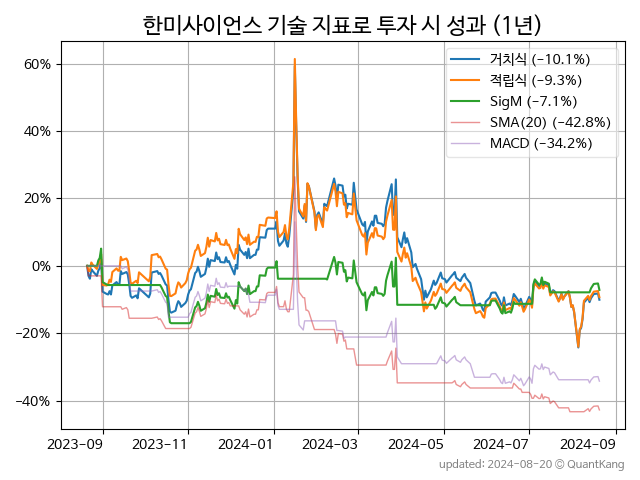 한미사이언스 기술 지표로 투자 시 성과 (1년)
거치식 (−10.1%)
적립식 (−9.3%)
SigM (−7.1%)
SMA(20) (−42.8%)
MACD (−34.2%)
60%
40%
20%
0%
−20%
−40%
2023−09
2023−11
2024−01
2024−03
2024−05
2024−07
2024−09
updated: 2024−08−20 © QuantKang